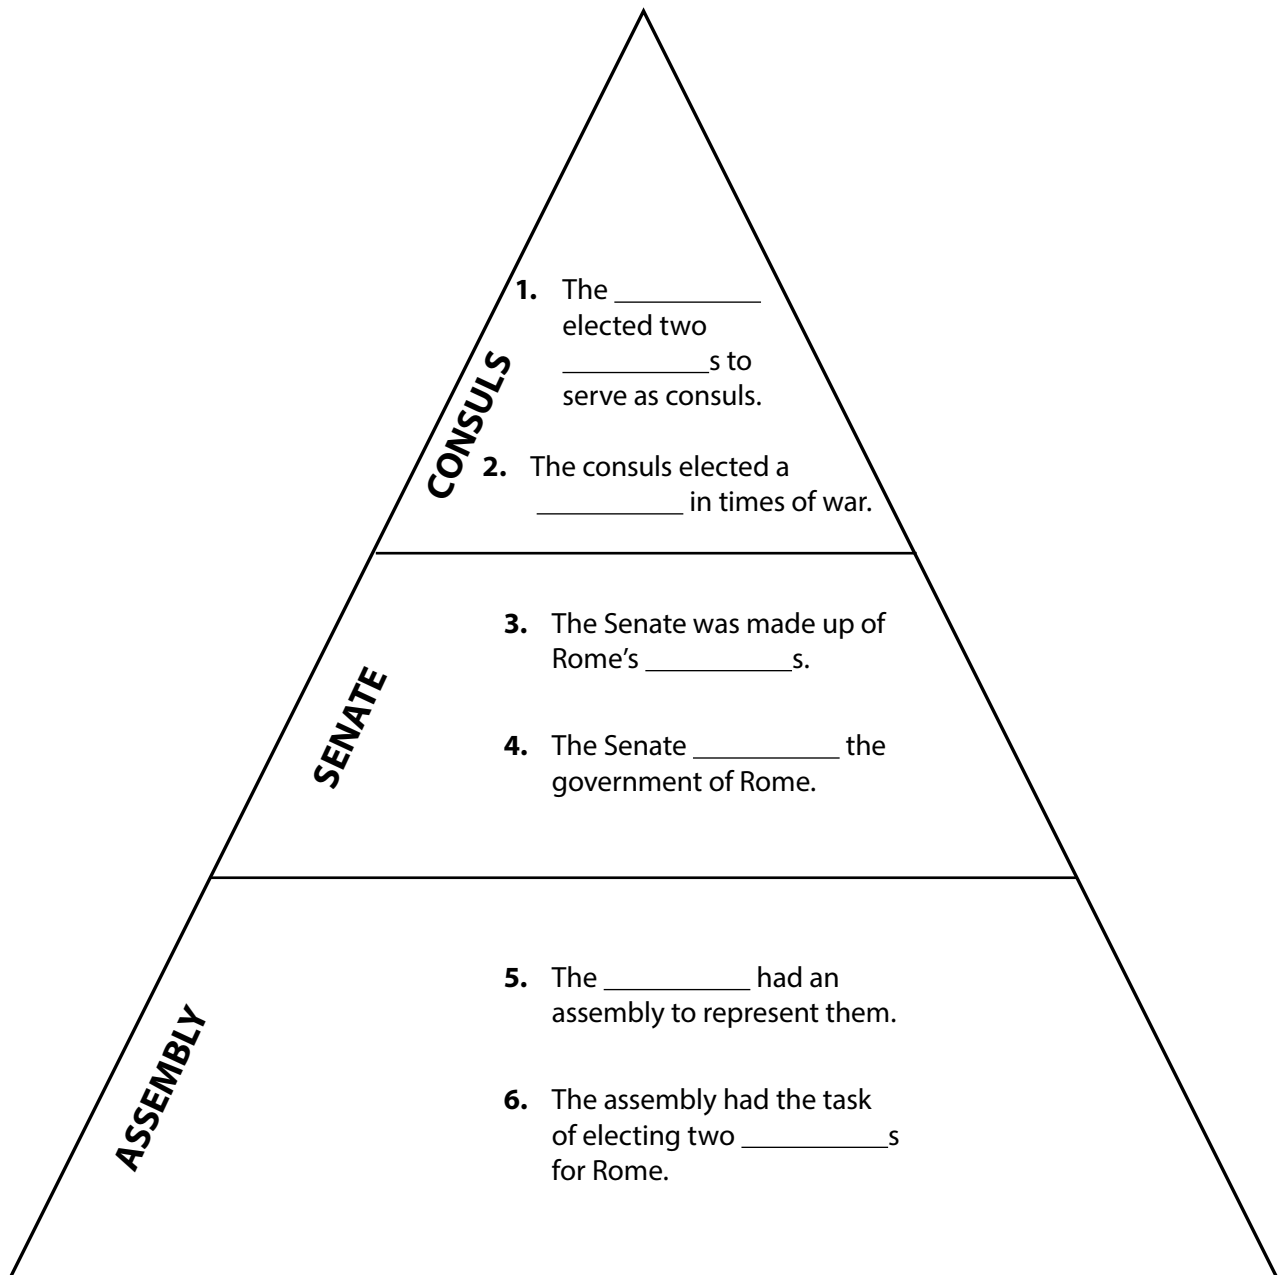 CONSULS
1. The __________
elected two
__________s to
serve as consuls.
2. The consuls elected a
__________ in times of war.
SENATE
3. The Senate was made up of
Rome’s __________s.
4. The Senate __________ the
government of Rome.
ASSEMBLY
5. The __________ had an
assembly to represent them.
6. The assembly had the task
of electing two __________s
for Rome.